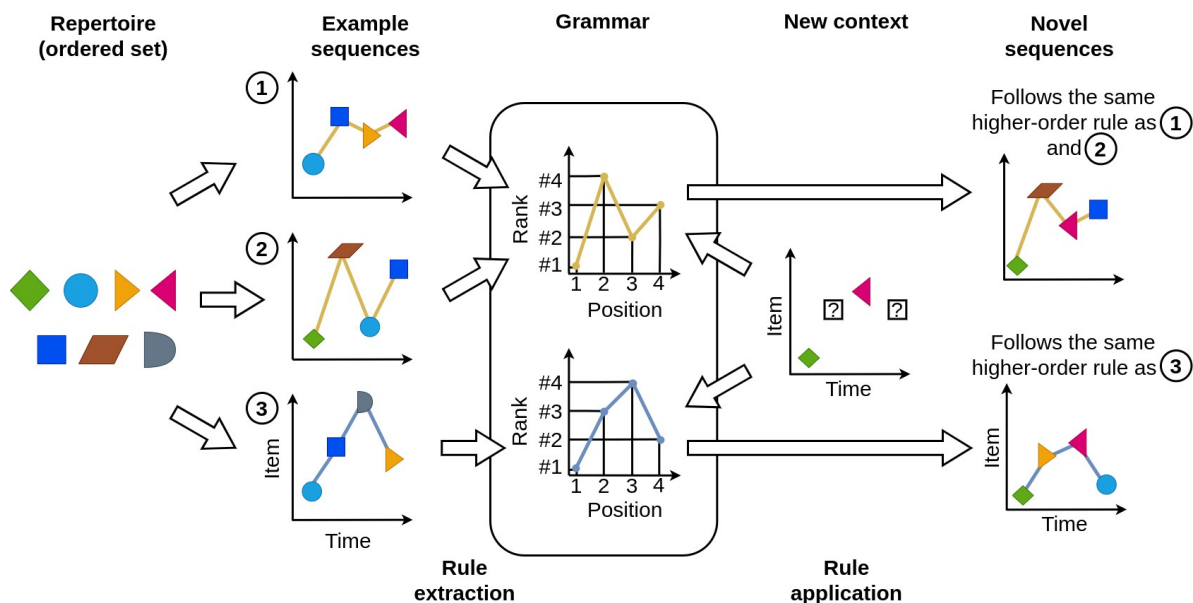 Repertoire
(ordered set)
Example
sequences
Grammar
New context
Novel
sequences
1
2
3
Item
Time
Rank
#4
#3
#2
#1
1 2 3 4
Position
Rank
#4
#3
#2
#1
1 2 3 4
Position
Rule
extraction
Item
? ?
Time
Rule
application
Follows the same
higher-order rule as 1
and 2
Follows the same
higher-order rule as 3
Item
Time